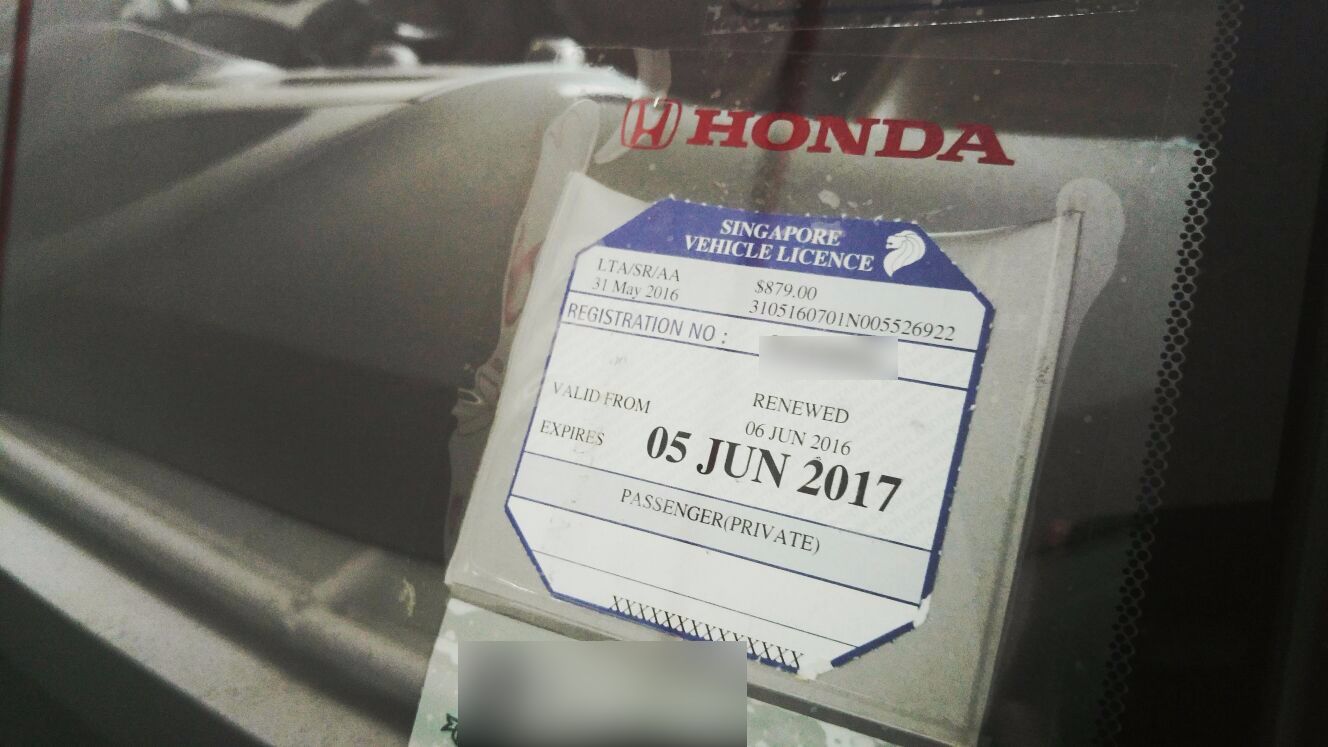 HONDA
SINGAPORE
VEHICLE LICENCE
LTA/SR/AA $879.00
31 May 2016 3105160701N005526922
REGISTRATION NO :
VALID FROM RENEWED
06 JUN 2016
EXPIRES 05 JUN 2017
PASSENGER(PRIVATE)
XXXXXXXXXXXXXX